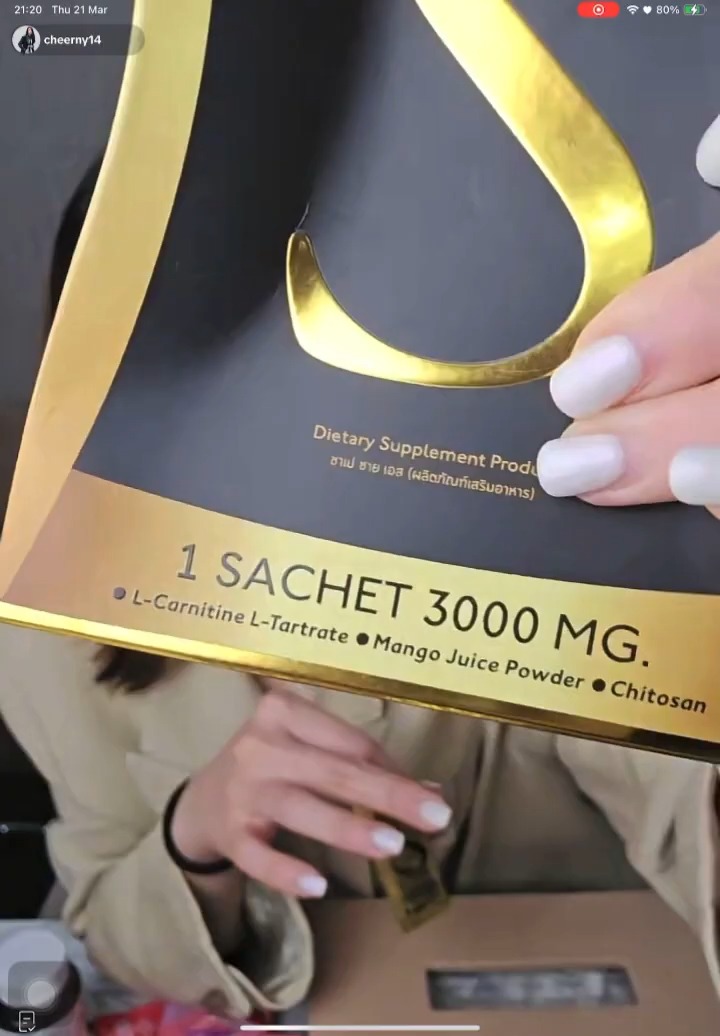 21:20 Thu 21 Mar
80%
cheerny14
S
Dietary Supplement
ชาเป ชาย เอส (ผลิตภัณฑ์เสริมอาหาร)
1 SACHET 3000 MG.
● L-Carnitine L-Tartrate ● Mango Juice Powder ● Chitosan